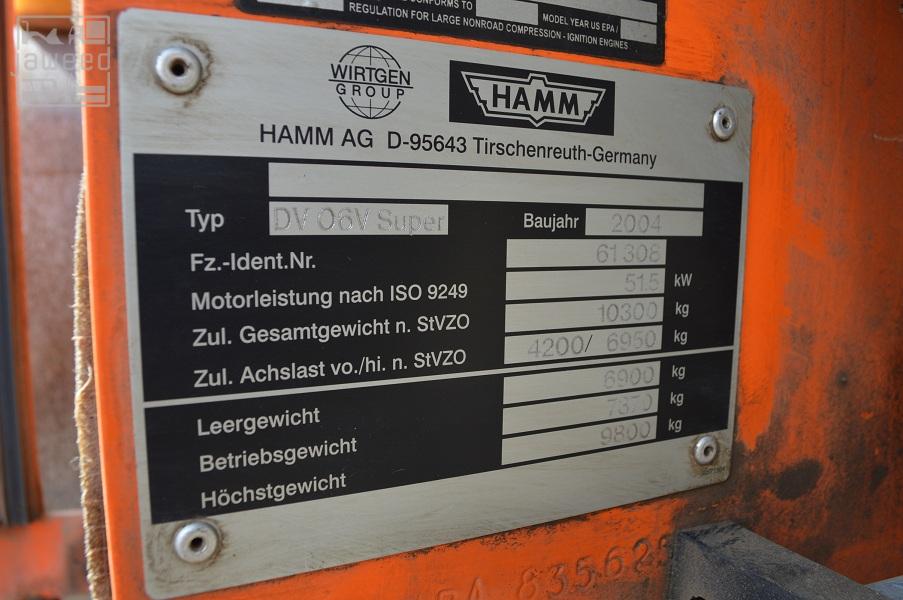 jaweed
CONFORMS TO
REGULATION FOR LARGE NONROAD COMPRESSION - IGNITION ENGINES
MODEL YEAR US EPA /
WIRTGEN
GROUP
HAMM
HAMM AG D-95643 Tirschenreuth-Germany
Typ DV 06V Super Baujahr 2004
Fz.-Ident.Nr. 61308
Motorleistung nach ISO 9249 51.5 kW
Zul. Gesamtgewicht n. StVZO 10300 kg
Zul. Achslast vo./hi. n. StVZO 4200/ 6950 kg
Leergewicht 6900 kg
Betriebsgewicht 7370 kg
Höchstgewicht 9800 kg
835625